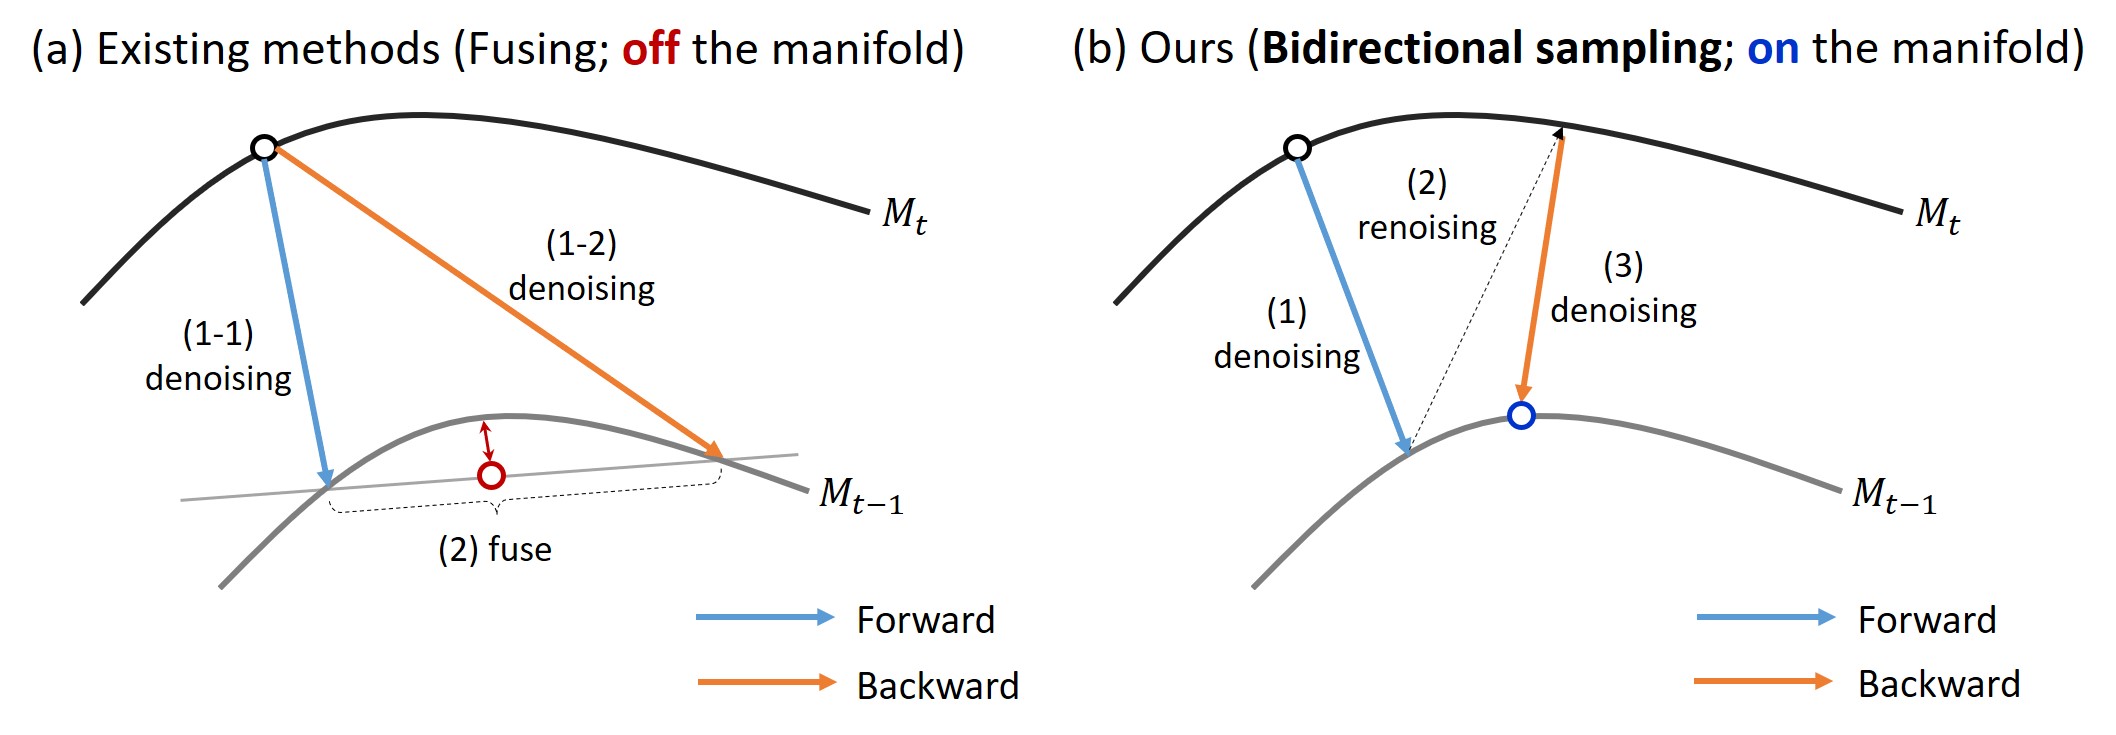 (a) Existing methods (Fusing; off the manifold)
(1-2)
denoising
(1-1)
denoising
M_t
M_{t-1}
(2) fuse
Forward
Backward
(b) Ours (Bidirectional sampling; on the manifold)
(2)
renoising
(1)
denoising
(3)
denoising
M_t
M_{t-1}
Forward
Backward